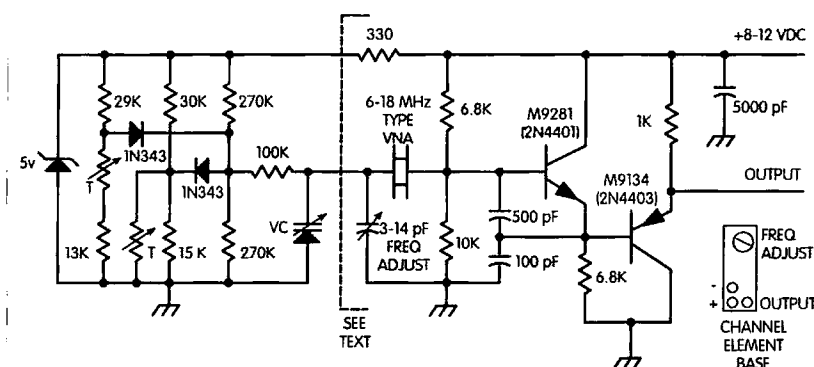 330
+8-12 VDC
29K
30K
270K
6-18 MHz
TYPE
VNA
6.8K
M9281
(2N4401)
1K
5000 pF
5v
1N343
1N343
100K
M9134
(2N4403)
OUTPUT
T
T
VC
3-14 pF
FREQ
ADJUST
500 pF
13K
15 K
270K
10K
100 pF
6.8K
FREQ
ADJUST
-
+
OUTPUT
SEE
TEXT
CHANNEL
ELEMENT
BASE